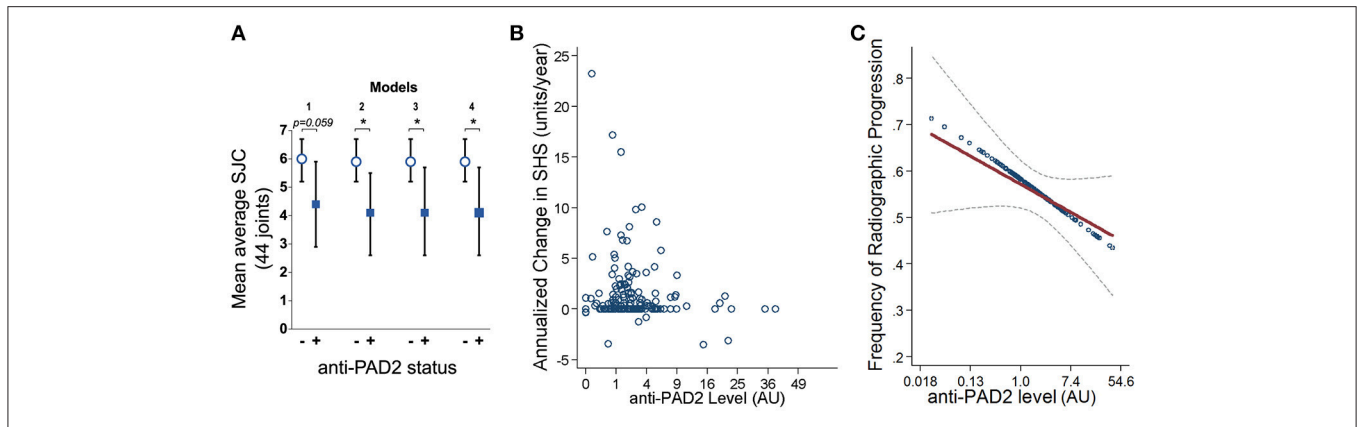 A
Models
1 2 3 4
p=0.059 * * *
7
6
5
4
3
2
1
0
Mean average SJC
(44 joints)
- + - + - + - +
anti-PAD2 status
B
25
20
15
10
5
0
-5
Annualized Change in SHS (units/year)
0 1 4 9 16 25 36 49
anti-PAD2 Level (AU)
C
.8
.7
.6
.5
.4
.3
.2
Frequency of Radiographic Progression
0.018 0.13 1.0 7.4 54.6
anti-PAD2 level (AU)